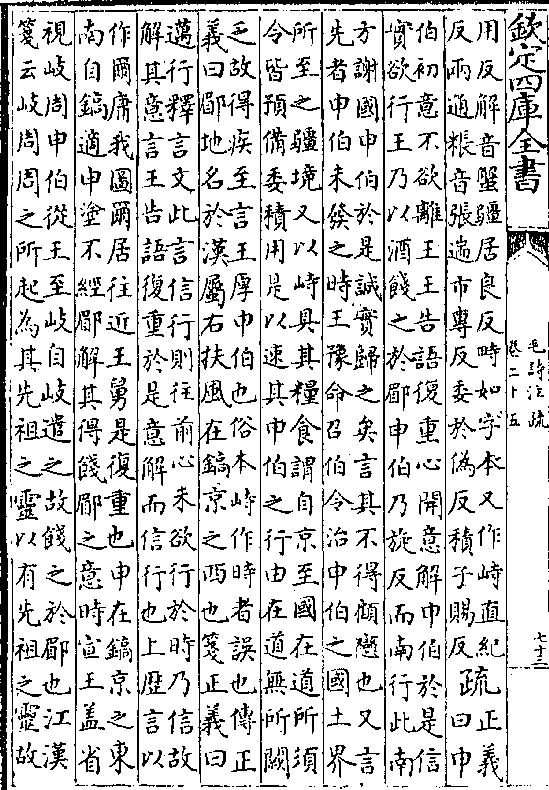 欽定四庫全書
毛詩注疏
卷二十五
七十三
用反解音蟹疆居良反時如字本又作峙直紀
反兩通粻音張遄市專反委於偽反積子賜反
疏
正義
曰申
伯初意不欲離王王告語復重心開意解申伯於是信
實欲行王乃以酒餞之於郿申伯乃旋反而南行此南
方謝國申伯於是誠實歸之矣言其不得顧戀也又言
先者申伯未發之時王豫命召伯令治申伯之國土界
所至之疆境又以峙具其糧食謂自京至國在道所須
令皆預備委積用是以速其申伯之行由在道無所闕
乏故得疾至言王厚申伯也俗本峙作時者誤也傳正
義曰郿地名於漢屬右扶風在鎬京之西也箋正義曰
邁行釋言文此言信行則往前心未欲行於時乃信故
解其意言王告語復重於是意解而信行也上歷言以
作爾庸我圖爾居往近王舅是復重也申在鎬京之東
南自鎬適申塗不經郿解其得餞郿之意時宣王蓋省
視岐周申伯從王至岐自岐遣之故餞之於郿也江漢
箋云岐周周之所起為其先祖之靈以有先祖之靈故